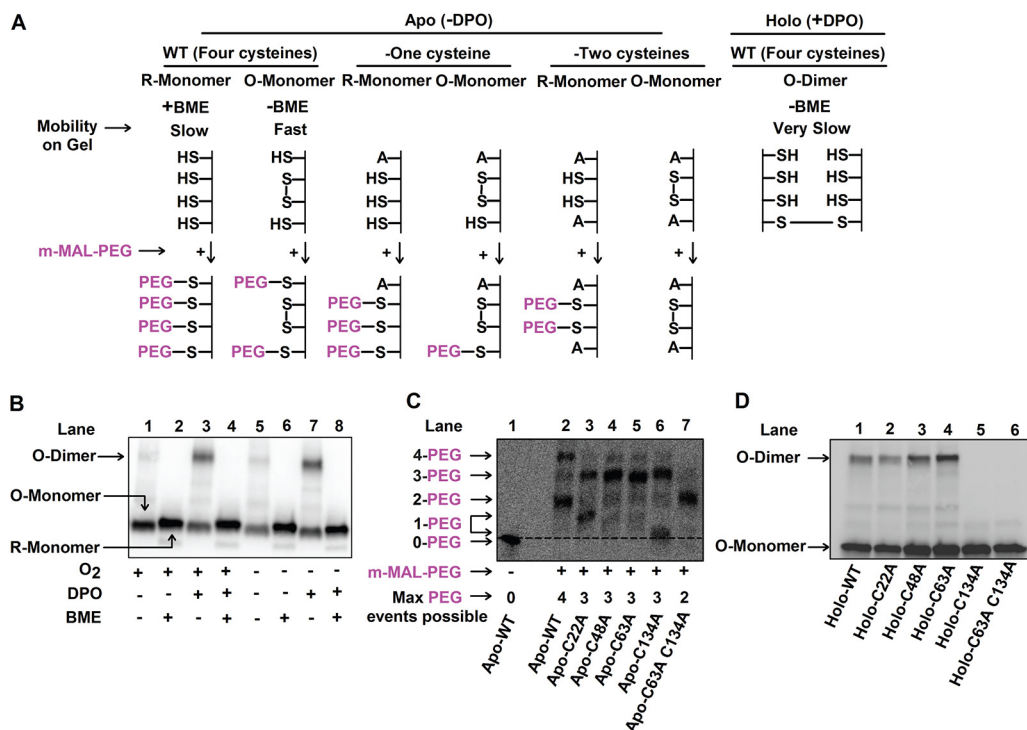 A
Apo (-DPO)
Holo (+DPO)
WT (Four cysteines)
-One cysteine
-Two cysteines
WT (Four cysteines)
R-Monomer O-Monomer R-Monomer O-Monomer R-Monomer O-Monomer O-Dimer
+BME -BME -BME
Mobility on Gel Slow Fast Very Slow
HS HS A A A A SH HS
HS S HS S HS S SH HS
HS S HS S HS S SH HS
HS HS HS HS A A S S
m-MAL-PEG + + + + + +
PEG-S PEG-S A A A A
PEG-S S PEG-S S PEG-S S
PEG-S S PEG-S S PEG-S S
PEG-S PEG-S PEG-S PEG-S A A
B
Lane 1 2 3 4 5 6 7 8
O-Dimer
O-Monomer
R-Monomer
O2 + + + + - - - -
DPO - - + + - - + +
BME - + - + - + - +
C
Lane 1 2 3 4 5 6 7
4-PEG
3-PEG
2-PEG
1-PEG
0-PEG
m-MAL-PEG - + + + + + +
Max PEG 0 4 3 3 3 3 2
events possible
Apo-WT
Apo-WT
Apo-C22A
Apo-C48A
Apo-C63A
Apo-C134A
Apo-C63A C134A
D
Lane 1 2 3 4 5 6
O-Dimer
O-Monomer
Holo-WT
Holo-C22A
Holo-C48A
Holo-C63A
Holo-C134A
Holo-C63A C134A